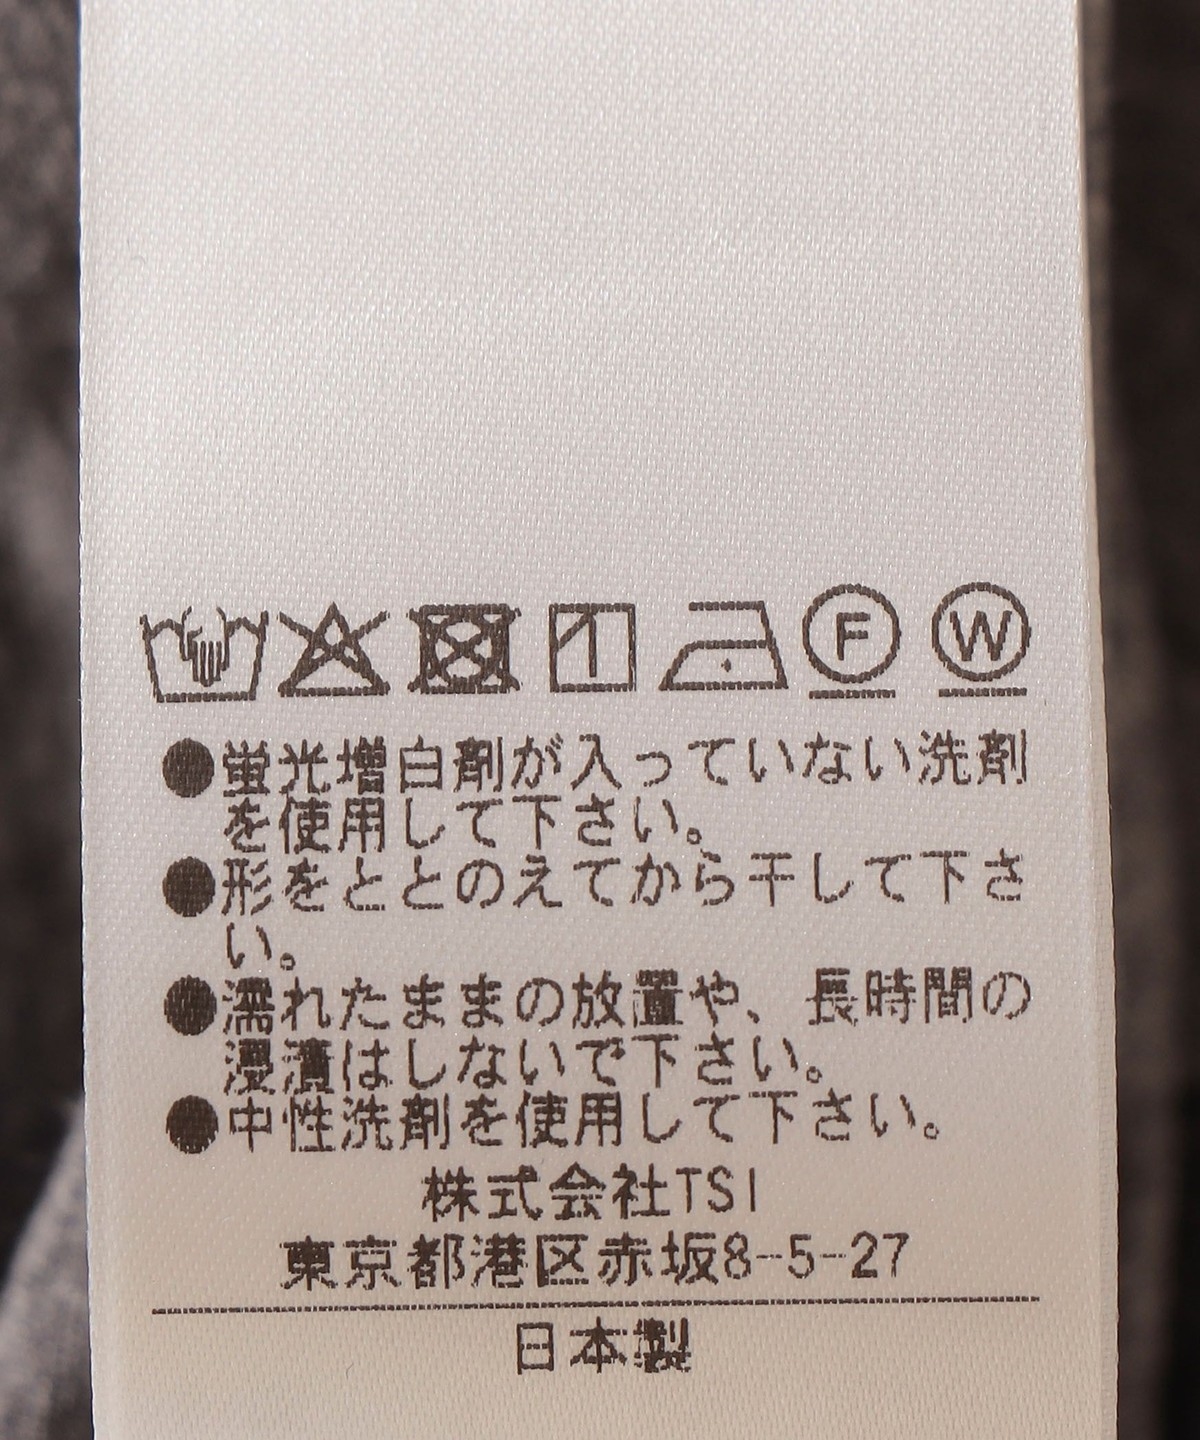 F W
●蛍光増白剤が入っていない洗剤
を使用して下さい。
●形をととのえてから干して下さ
い。
●濡れたままの放置や、長時間の
浸漬はしないで下さい。
●中性洗剤を使用して下さい。
株式会社TSI
東京都港区赤坂8-5-27
日本製